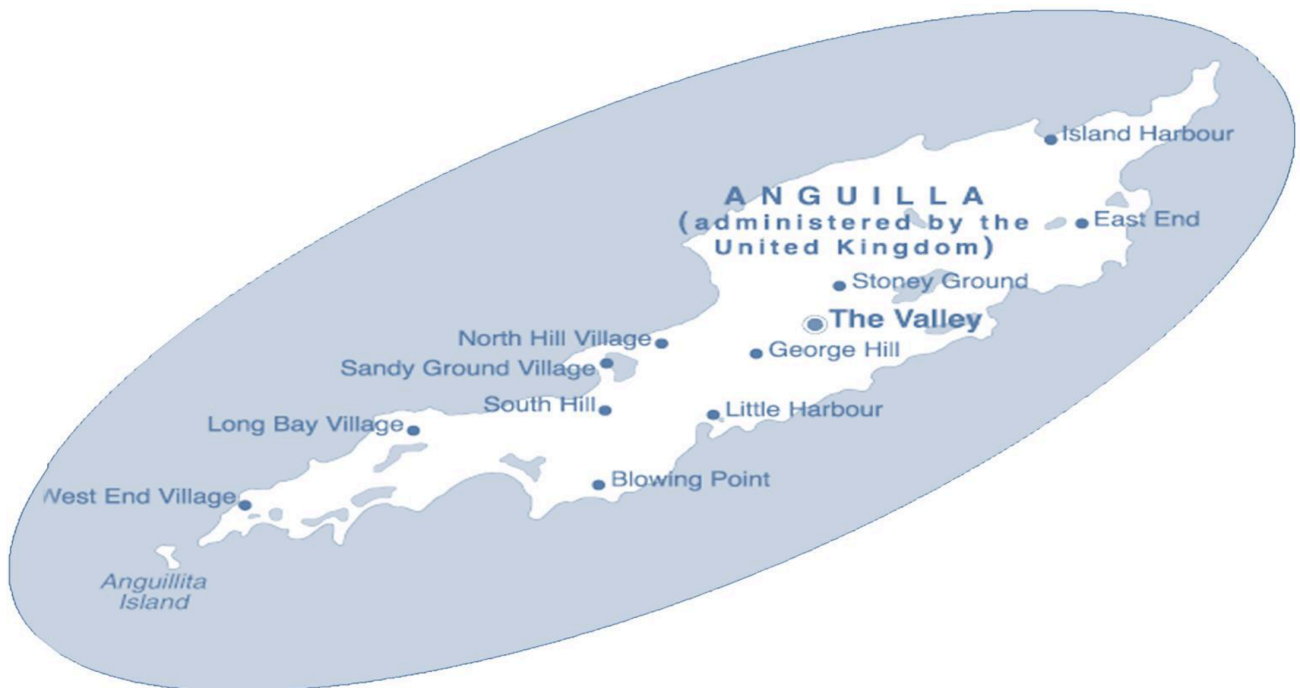 Island Harbour
ANGUILLA
(administered by the
United Kingdom)
East End
Stoney Ground
The Valley
North Hill Village
George Hill
Sandy Ground Village
South Hill
Little Harbour
Long Bay Village
Blowing Point
West End Village
Anguillita
Island